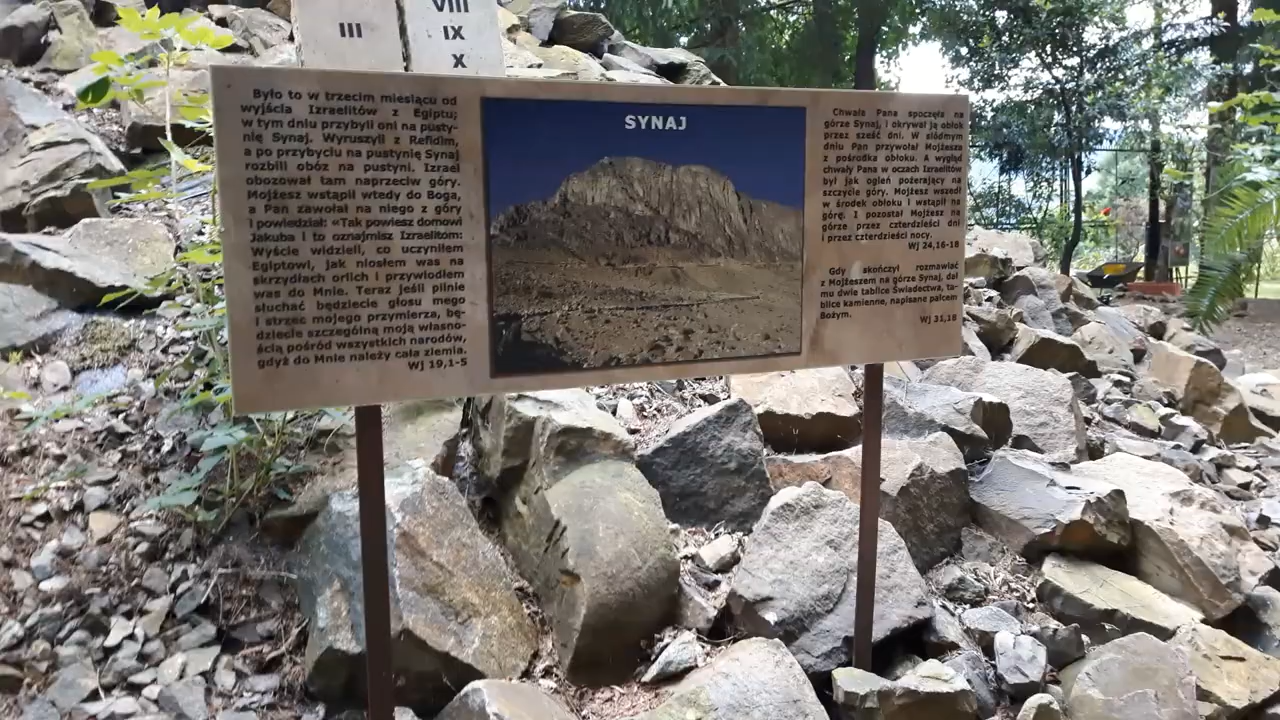 III
VIII
IX
X
Było to w trzecim miesiącu od
wyjścia Izraelitów z Egiptu;
w tym dniu przybyli oni na pusty-
nię Synaj. Wyruszyli z Refidim,
a po przybyciu na pustynię Synaj
rozbili obóz na pustyni. Izrael
obozował tam naprzeciw góry.
Mojżesz wstąpił wtedy do Boga,
a Pan zawołał na niego z góry
i powiedział: «Tak powiesz domowi
Jakuba i to oznajmisz Izraelitom:
Wyście widzieli, co uczyniłem
Egiptowi, jak niosłem was na
skrzydłach orlich i przywiodłem
was do Mnie. Teraz jeśli pilnie
słuchać będziecie głosu mego
i strzec mojego przymierza, bę-
dziecie szczególną moją własno-
ścią pośród wszystkich narodów,
gdyż do Mnie należy cała ziemia.
Wj 19,1-5
SYNAJ
Chwała Pana spoczęła na
górze Synaj, i okrywał ją obłok
przez sześć dni. W siódmym
dniu Pan przywołał Mojżesza
z pośrodka obłoku. A wygląd
chwały Pana w oczach Izraelitów
był jak ogień pożerający na
szczycie góry. Mojżesz wszedł
w środek obłoku i wstąpił na
górę. I pozostał Mojżesz na
górze przez czterdzieści dni
i przez czterdzieści nocy.
Wj 24,16-18
Gdy skończył rozmawiać
z Mojżeszem na górze Synaj, dał
mu dwie tablice Świadectwa, ta-
blice kamienne, napisane palcem
Bożym.
Wj 31,18